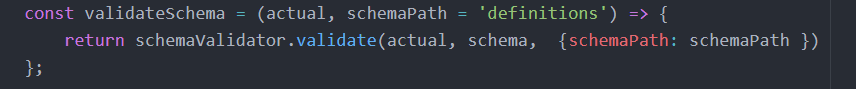 const validateSchema = (actual, schemaPath = 'definitions') => {
    return schemaValidator.validate(actual, schema,  {schemaPath: schemaPath })
};